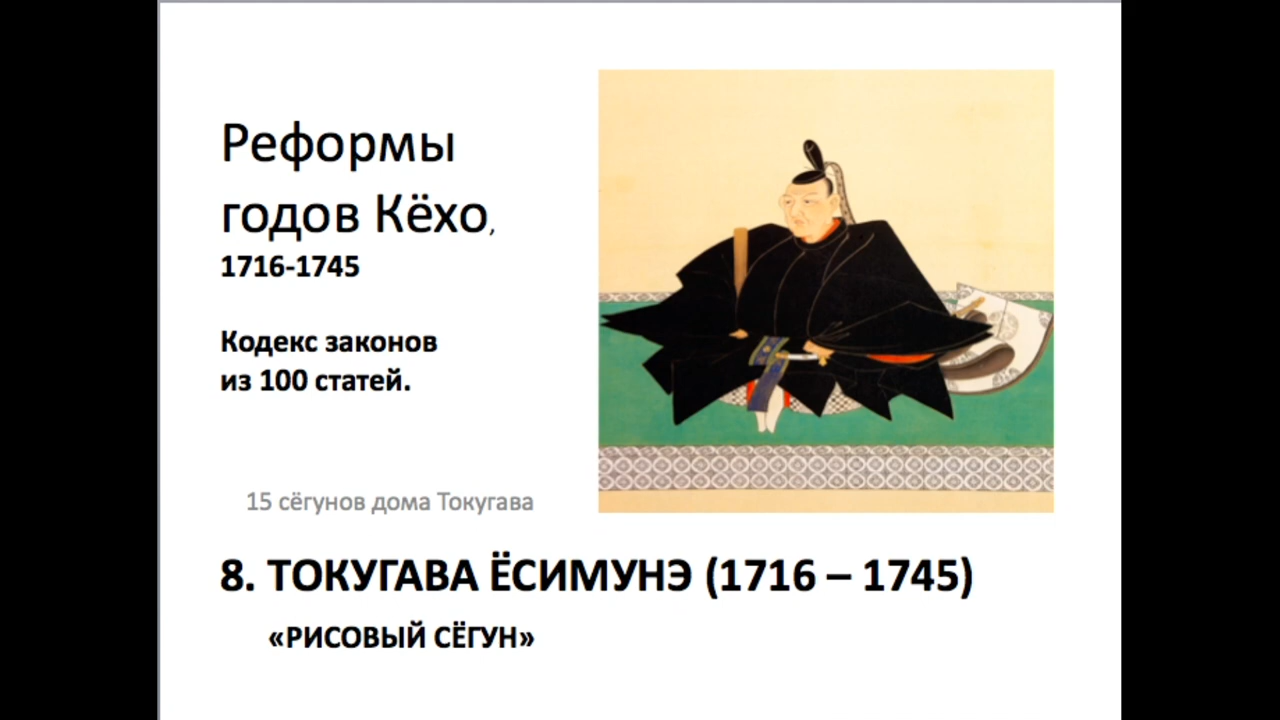 Реформы
годов Кёхо,
1716-1745
Кодекс законов
из 100 статей.
15 сёгунов дома Токугава
8. ТОКУГАВА ЁСИМУНЭ (1716 – 1745)
«РИСОВЫЙ СЁГУН»